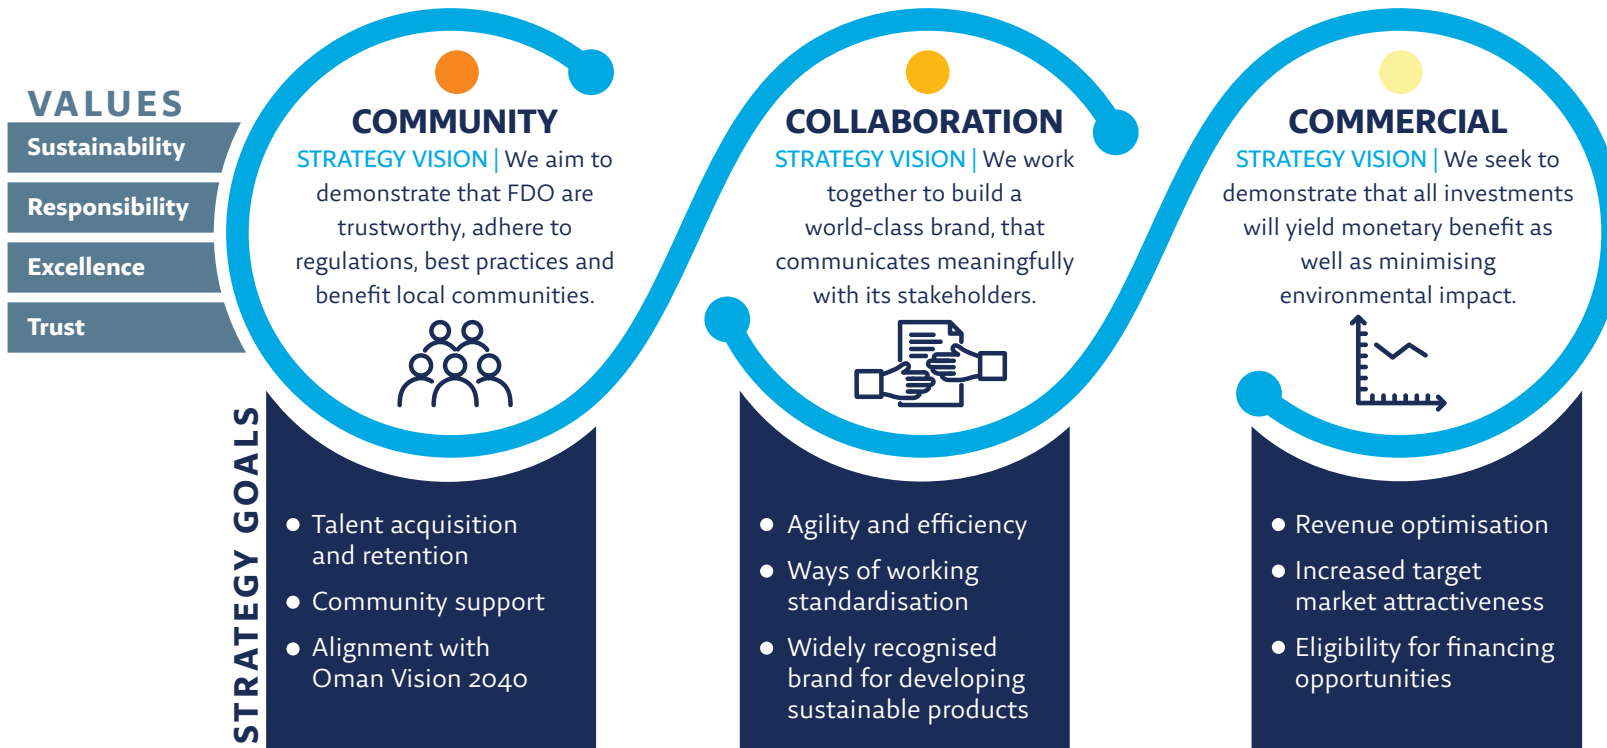 VALUES
Sustainability
Responsibility
Excellence
Trust
COMMUNITY
STRATEGY VISION | We aim to
demonstrate that FDO are
trustworthy, adhere to
regulations, best practices and
benefit local communities.
COLLABORATION
STRATEGY VISION | We work
together to build a
world-class brand, that
communicates meaningfully
with its stakeholders.
COMMERCIAL
STRATEGY VISION | We seek to
demonstrate that all investments
will yield monetary benefit as
well as minimising
environmental impact.
STRATEGY GOALS
• Talent acquisition
and retention
• Community support
• Alignment with
Oman Vision 2040
• Agility and efficiency
• Ways of working
standardisation
• Widely recognised
brand for developing
sustainable products
• Revenue optimisation
• Increased target
market attractiveness
• Eligibility for financing
opportunities